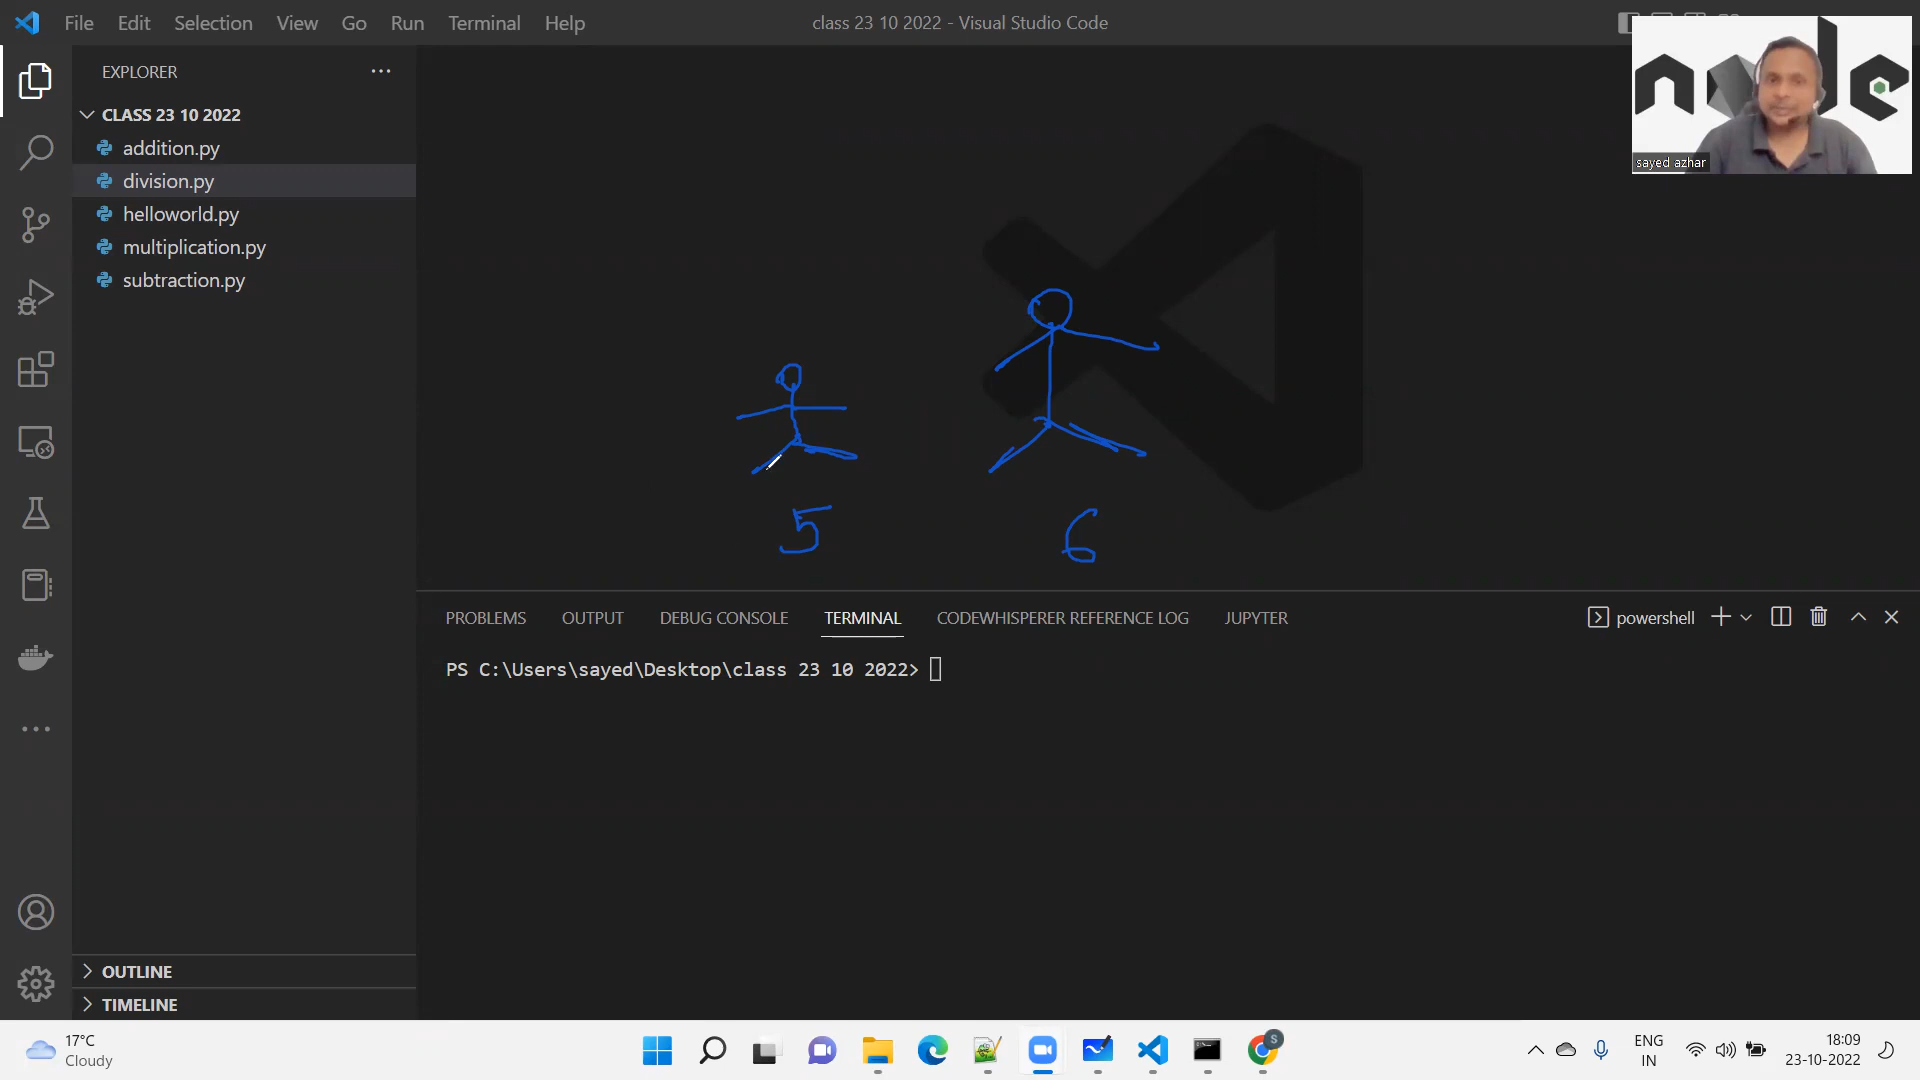 File Edit Selection View Go Run Terminal Help
class 23 10 2022 - Visual Studio Code
node
sayed azhar
EXPLORER
CLASS 23 10 2022
addition.py
division.py
helloworld.py
multiplication.py
subtraction.py
5 6
PROBLEMS OUTPUT DEBUG CONSOLE TERMINAL CODEWHISPERER REFERENCE LOG JUPYTER
powershell
PS C:\Users\sayed\Desktop\class 23 10 2022>
OUTLINE
TIMELINE
17°C
Cloudy
S
ENG
IN
18:09
23-10-2022